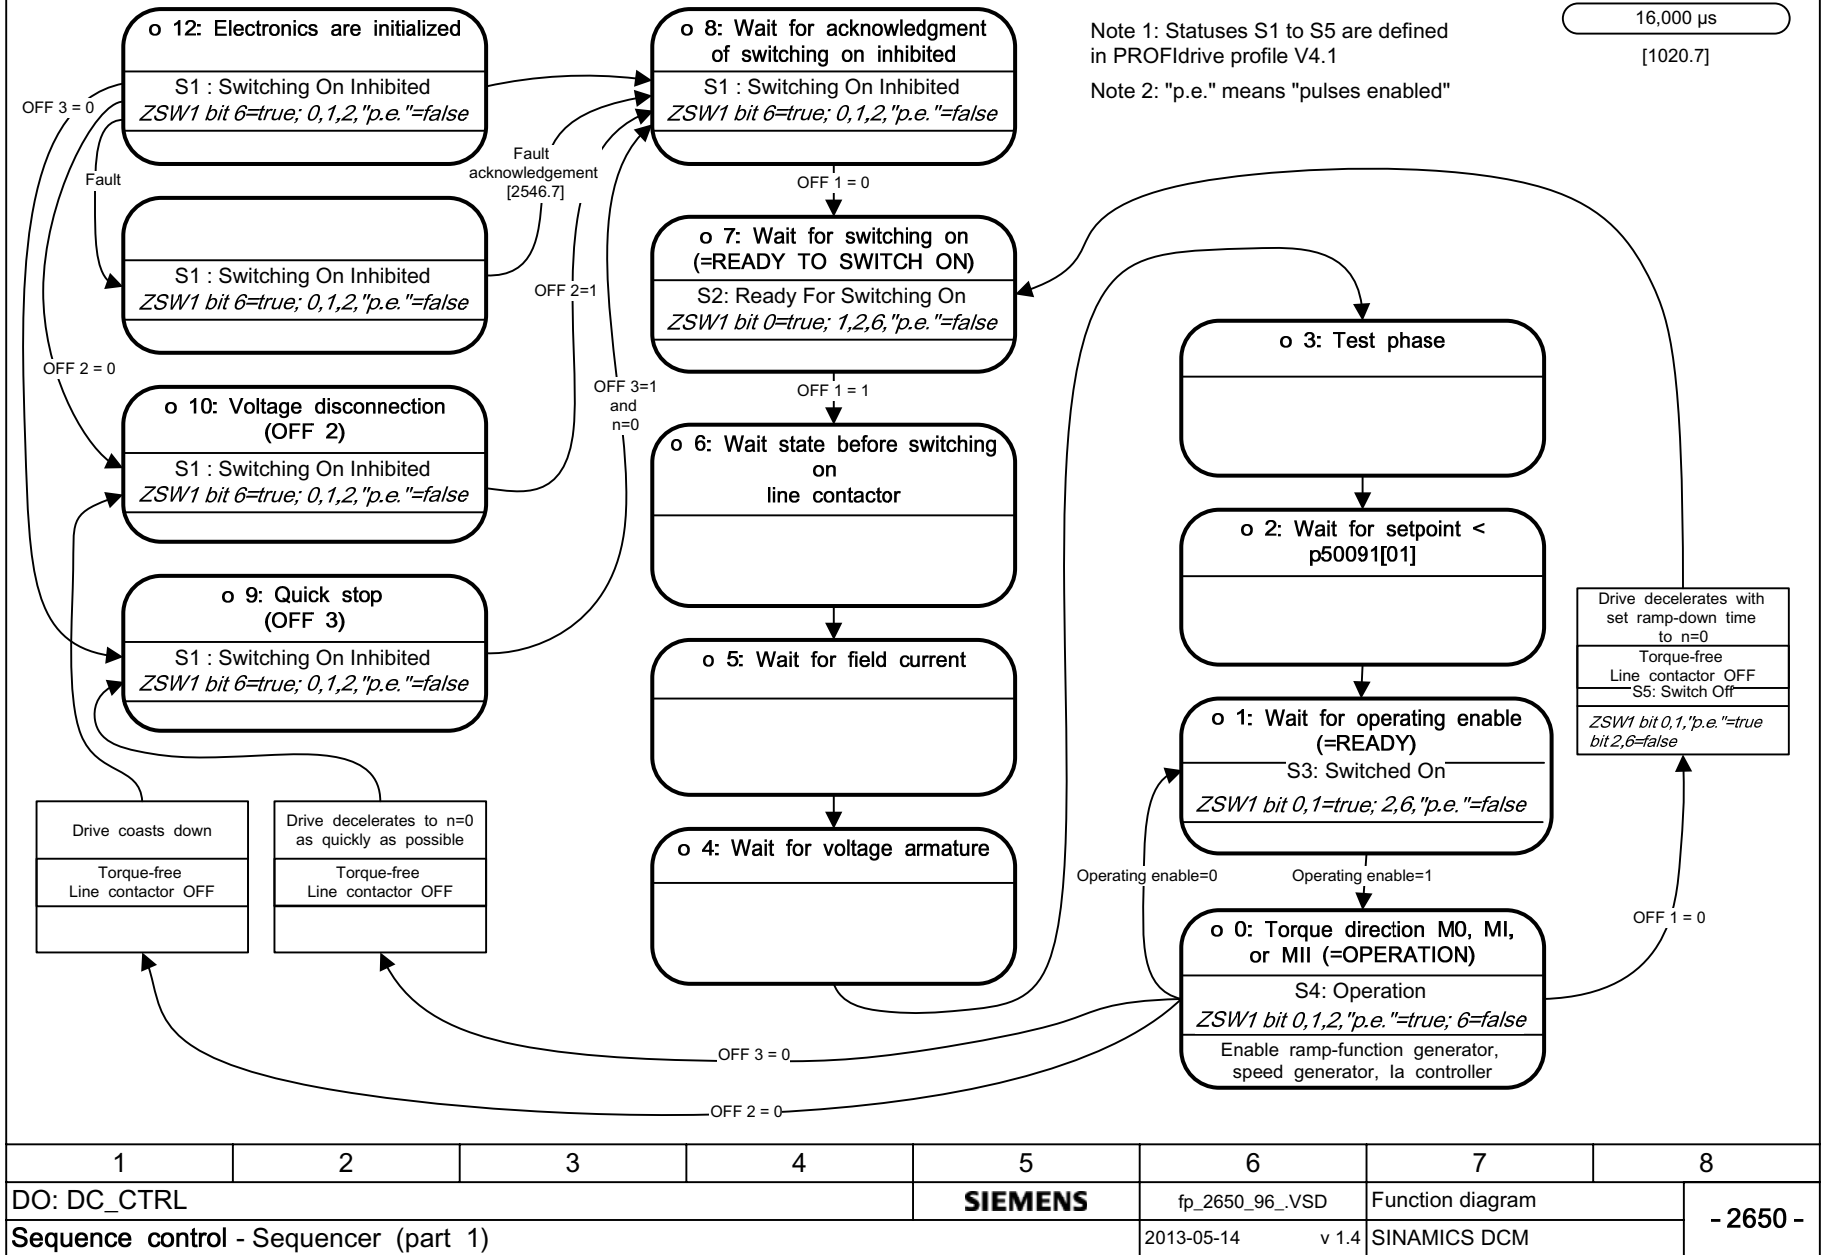 o 12: Electronics are initialized
S1 : Switching On Inhibited
ZSW1 bit 6=true; 0,1,2,"p.e."=false
OFF 3 = 0
Fault
S1 : Switching On Inhibited
ZSW1 bit 6=true; 0,1,2,"p.e."=false
OFF 2 = 0
o 10: Voltage disconnection
(OFF 2)
S1 : Switching On Inhibited
ZSW1 bit 6=true; 0,1,2,"p.e."=false
o 9: Quick stop
(OFF 3)
S1 : Switching On Inhibited
ZSW1 bit 6=true; 0,1,2,"p.e."=false
Drive coasts down
Torque-free
Line contactor OFF
Drive decelerates to n=0
as quickly as possible
Torque-free
Line contactor OFF
Fault
acknowledgement
[2546.7]
OFF 2=1
OFF 3=1
and
n=0
o 8: Wait for acknowledgment
of switching on inhibited
S1 : Switching On Inhibited
ZSW1 bit 6=true; 0,1,2,"p.e."=false
OFF 1 = 0
o 7: Wait for switching on
(=READY TO SWITCH ON)
S2: Ready For Switching On
ZSW1 bit 0=true; 1,2,6,"p.e."=false
OFF 1 = 1
o 6: Wait state before switching
on
line contactor
o 5: Wait for field current
o 4: Wait for voltage armature
Note 1: Statuses S1 to S5 are defined
in PROFIdrive profile V4.1
Note 2: "p.e." means "pulses enabled"
16,000 µs
[1020.7]
o 3: Test phase
o 2: Wait for setpoint <
p50091[01]
o 1: Wait for operating enable
(=READY)
S3: Switched On
ZSW1 bit 0,1=true; 2,6,"p.e."=false
Operating enable=0
Operating enable=1
o 0: Torque direction M0, MI,
or MII (=OPERATION)
S4: Operation
ZSW1 bit 0,1,2,"p.e."=true; 6=false
Enable ramp-function generator,
speed generator, Ia controller
Drive decelerates with
set ramp-down time
to n=0
Torque-free
Line contactor OFF
S5: Switch Off
ZSW1 bit 0,1,"p.e."=true
bit 2,6=false
OFF 1 = 0
OFF 3 = 0
OFF 2 = 0
1 2 3 4 5 6 7 8
DO: DC_CTRL
SIEMENS
fp_2650_96_.VSD
Function diagram
- 2650 -
Sequence control - Sequencer (part 1)
2013-05-14 v 1.4
SINAMICS DCM